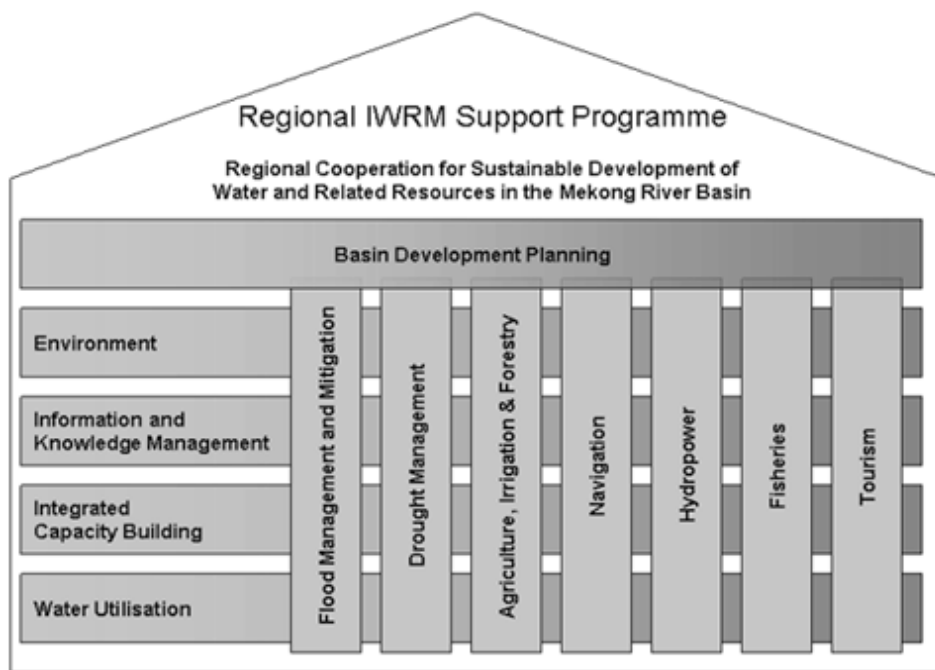 Regional IWRM Support Programme
Regional Cooperation for Sustainable Development of
Water and Related Resources in the Mekong River Basin
Basin Development Planning
Environment
Information and
Knowledge Management
Integrated
Capacity Building
Water Utilisation
Flood Management and Mitigation
Drought Management
Agriculture, Irrigation & Forestry
Navigation
Hydropower
Fisheries
Tourism